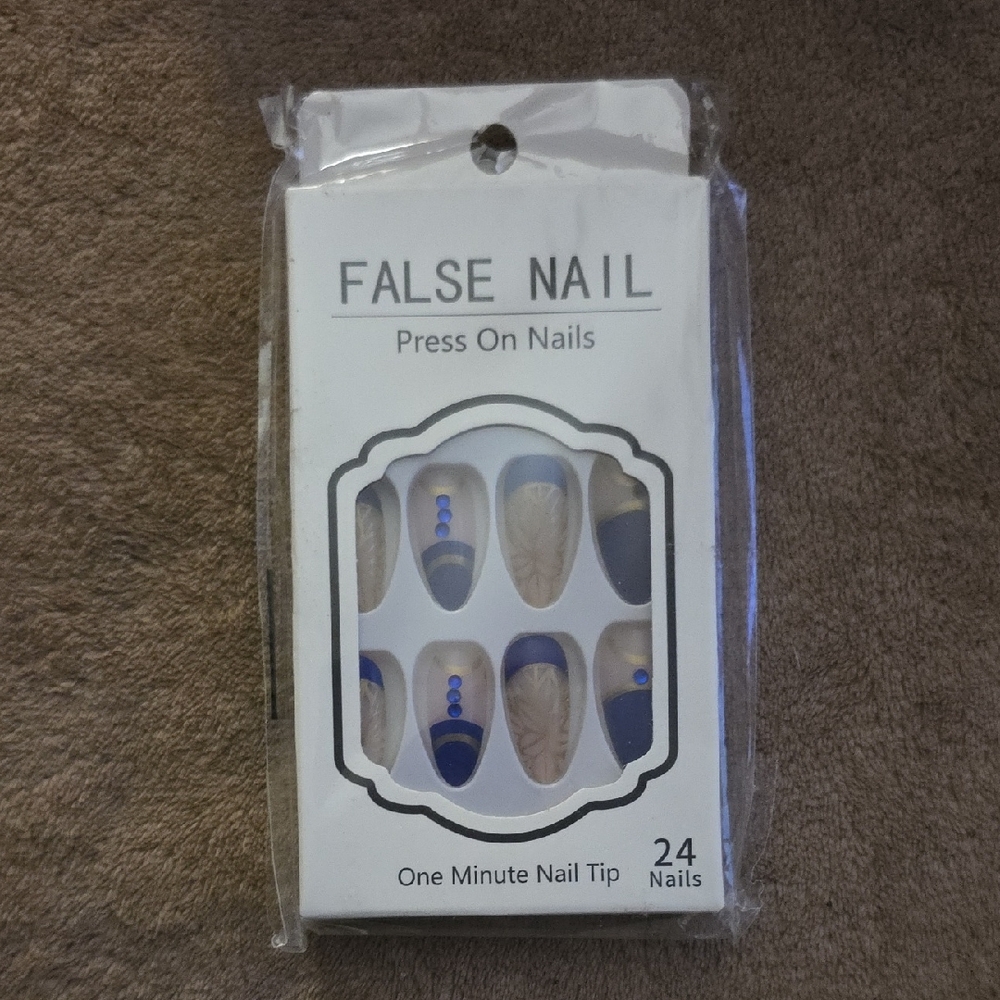 FALSE NAIL
Press On Nails
One Minute Nail Tip
24
Nails